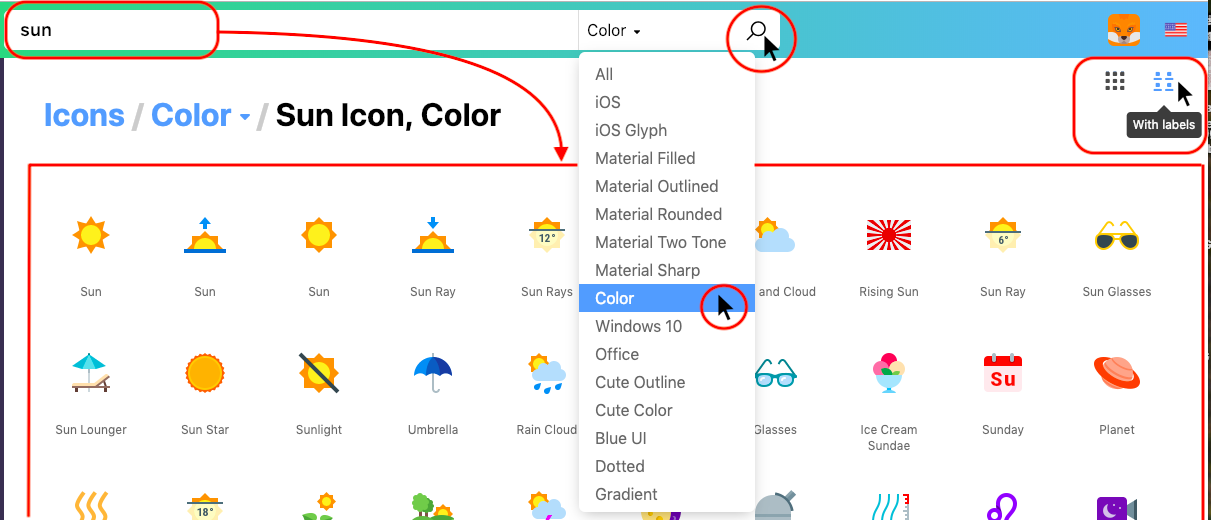 sun
Color
All
iOS
iOS Glyph
Material Filled
Material Outlined
Material Rounded
Material Two Tone
Material Sharp
Color
Windows 10
Office
Cute Outline
Cute Color
Blue UI
Dotted
Gradient
With labels
Icons / Color / Sun Icon, Color
12°
6°
Sun
Sun
Sun
Sun Ray
Sun Rays
and Cloud
Rising Sun
Sun Ray
Sun Glasses
Su
Sun Lounger
Sun Star
Sunlight
Umbrella
Rain Cloud
Glasses
Ice Cream
Sundae
Sunday
Planet
18°